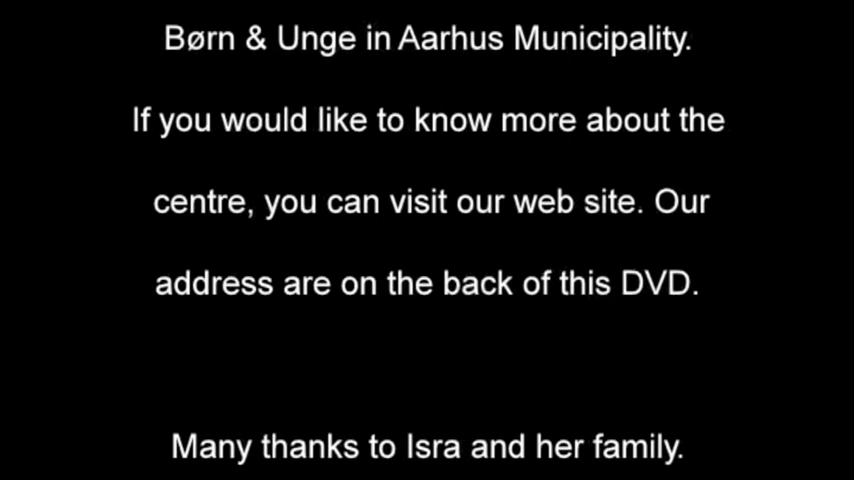 Børn & Unge in Aarhus Municipality.
If you would like to know more about the
centre, you can visit our web site. Our
address are on the back of this DVD.
Many thanks to Isra and her family.